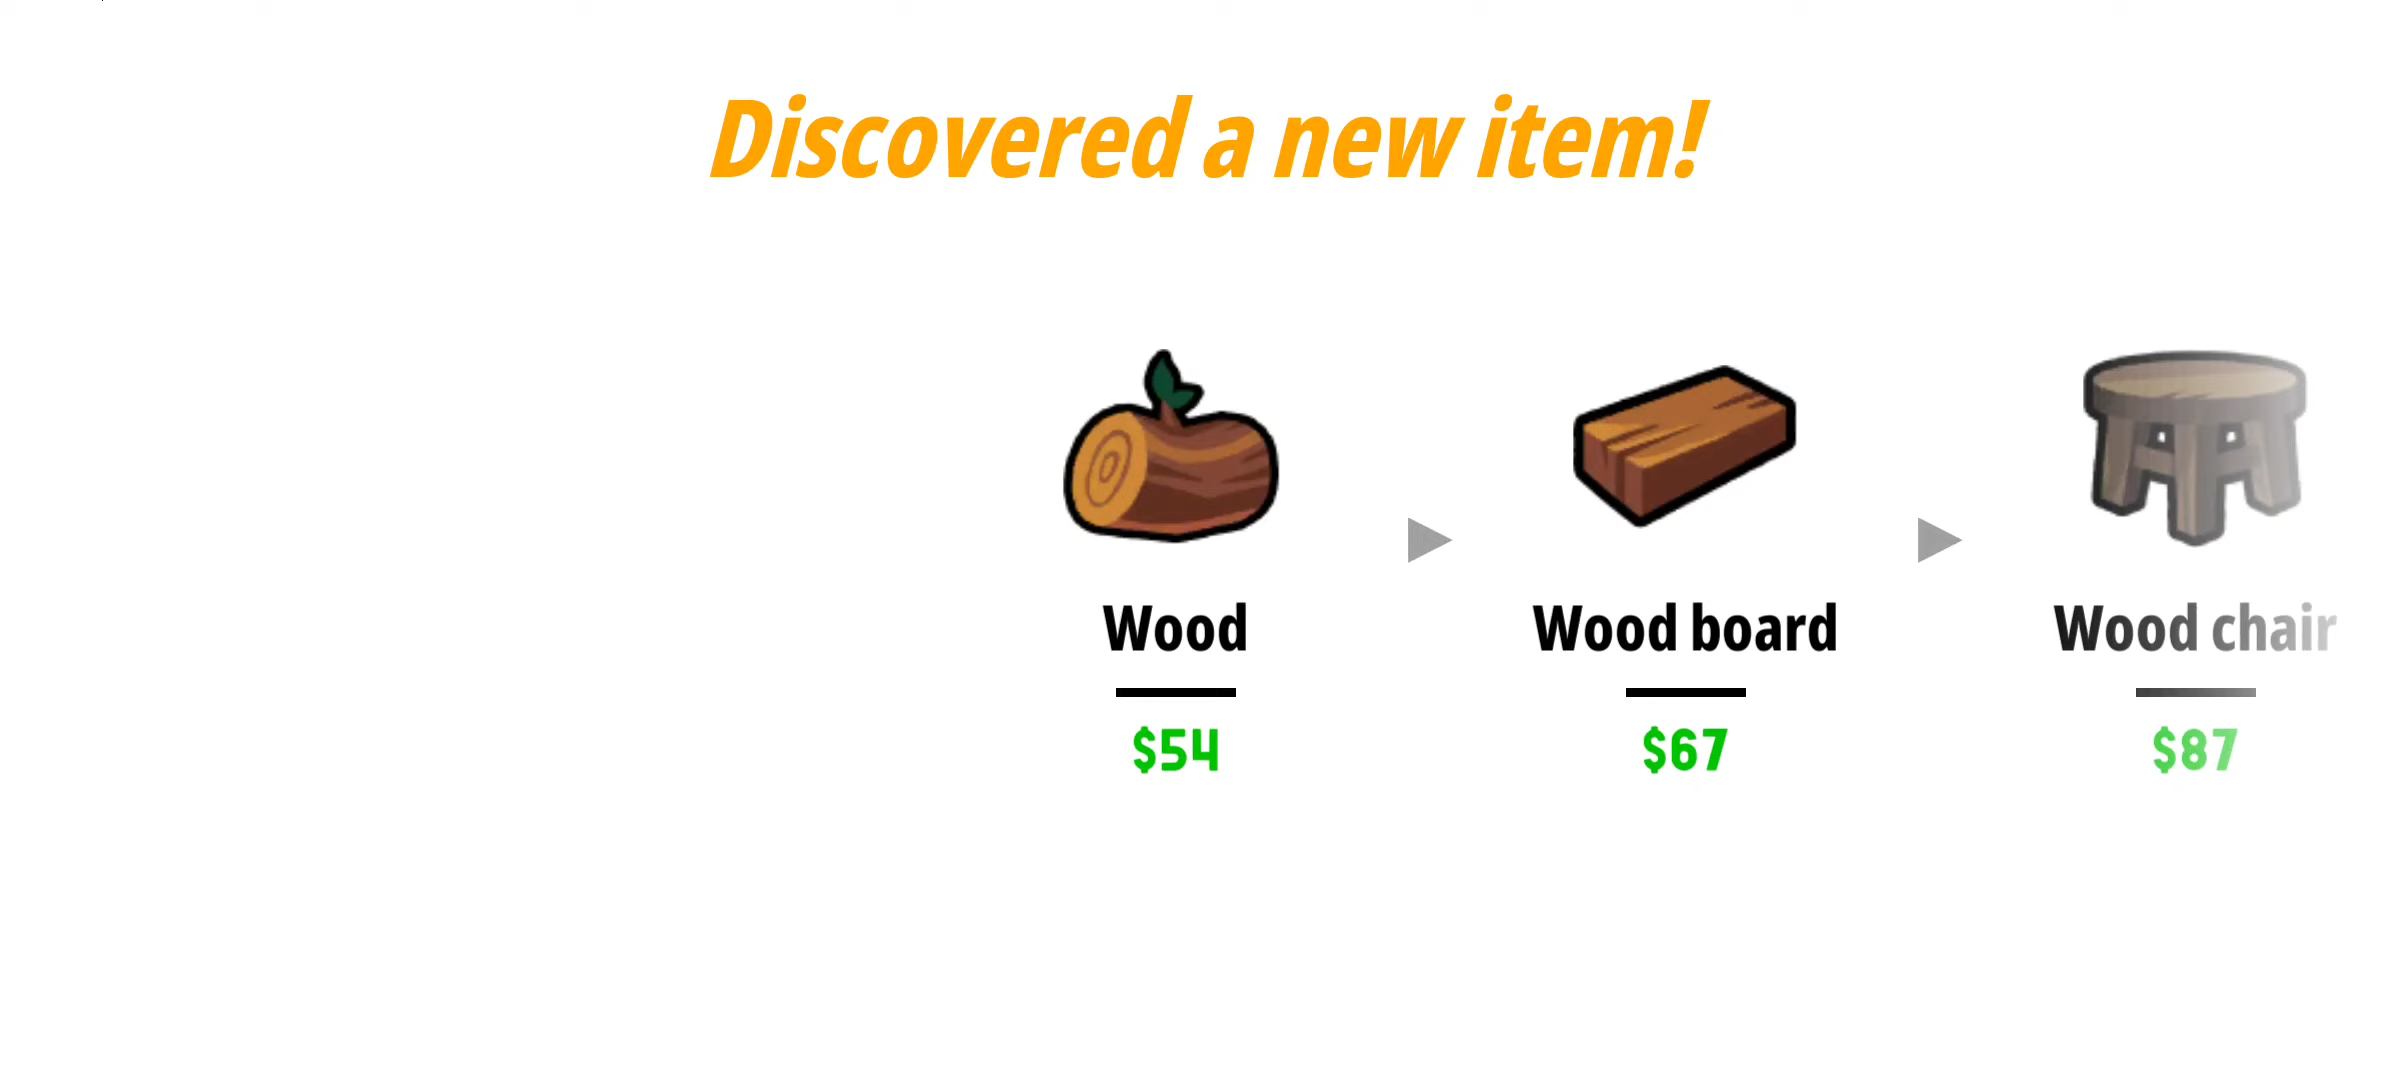 Discovered a new item!
Wood
Wood board
Wood chair
$54
$67
$87